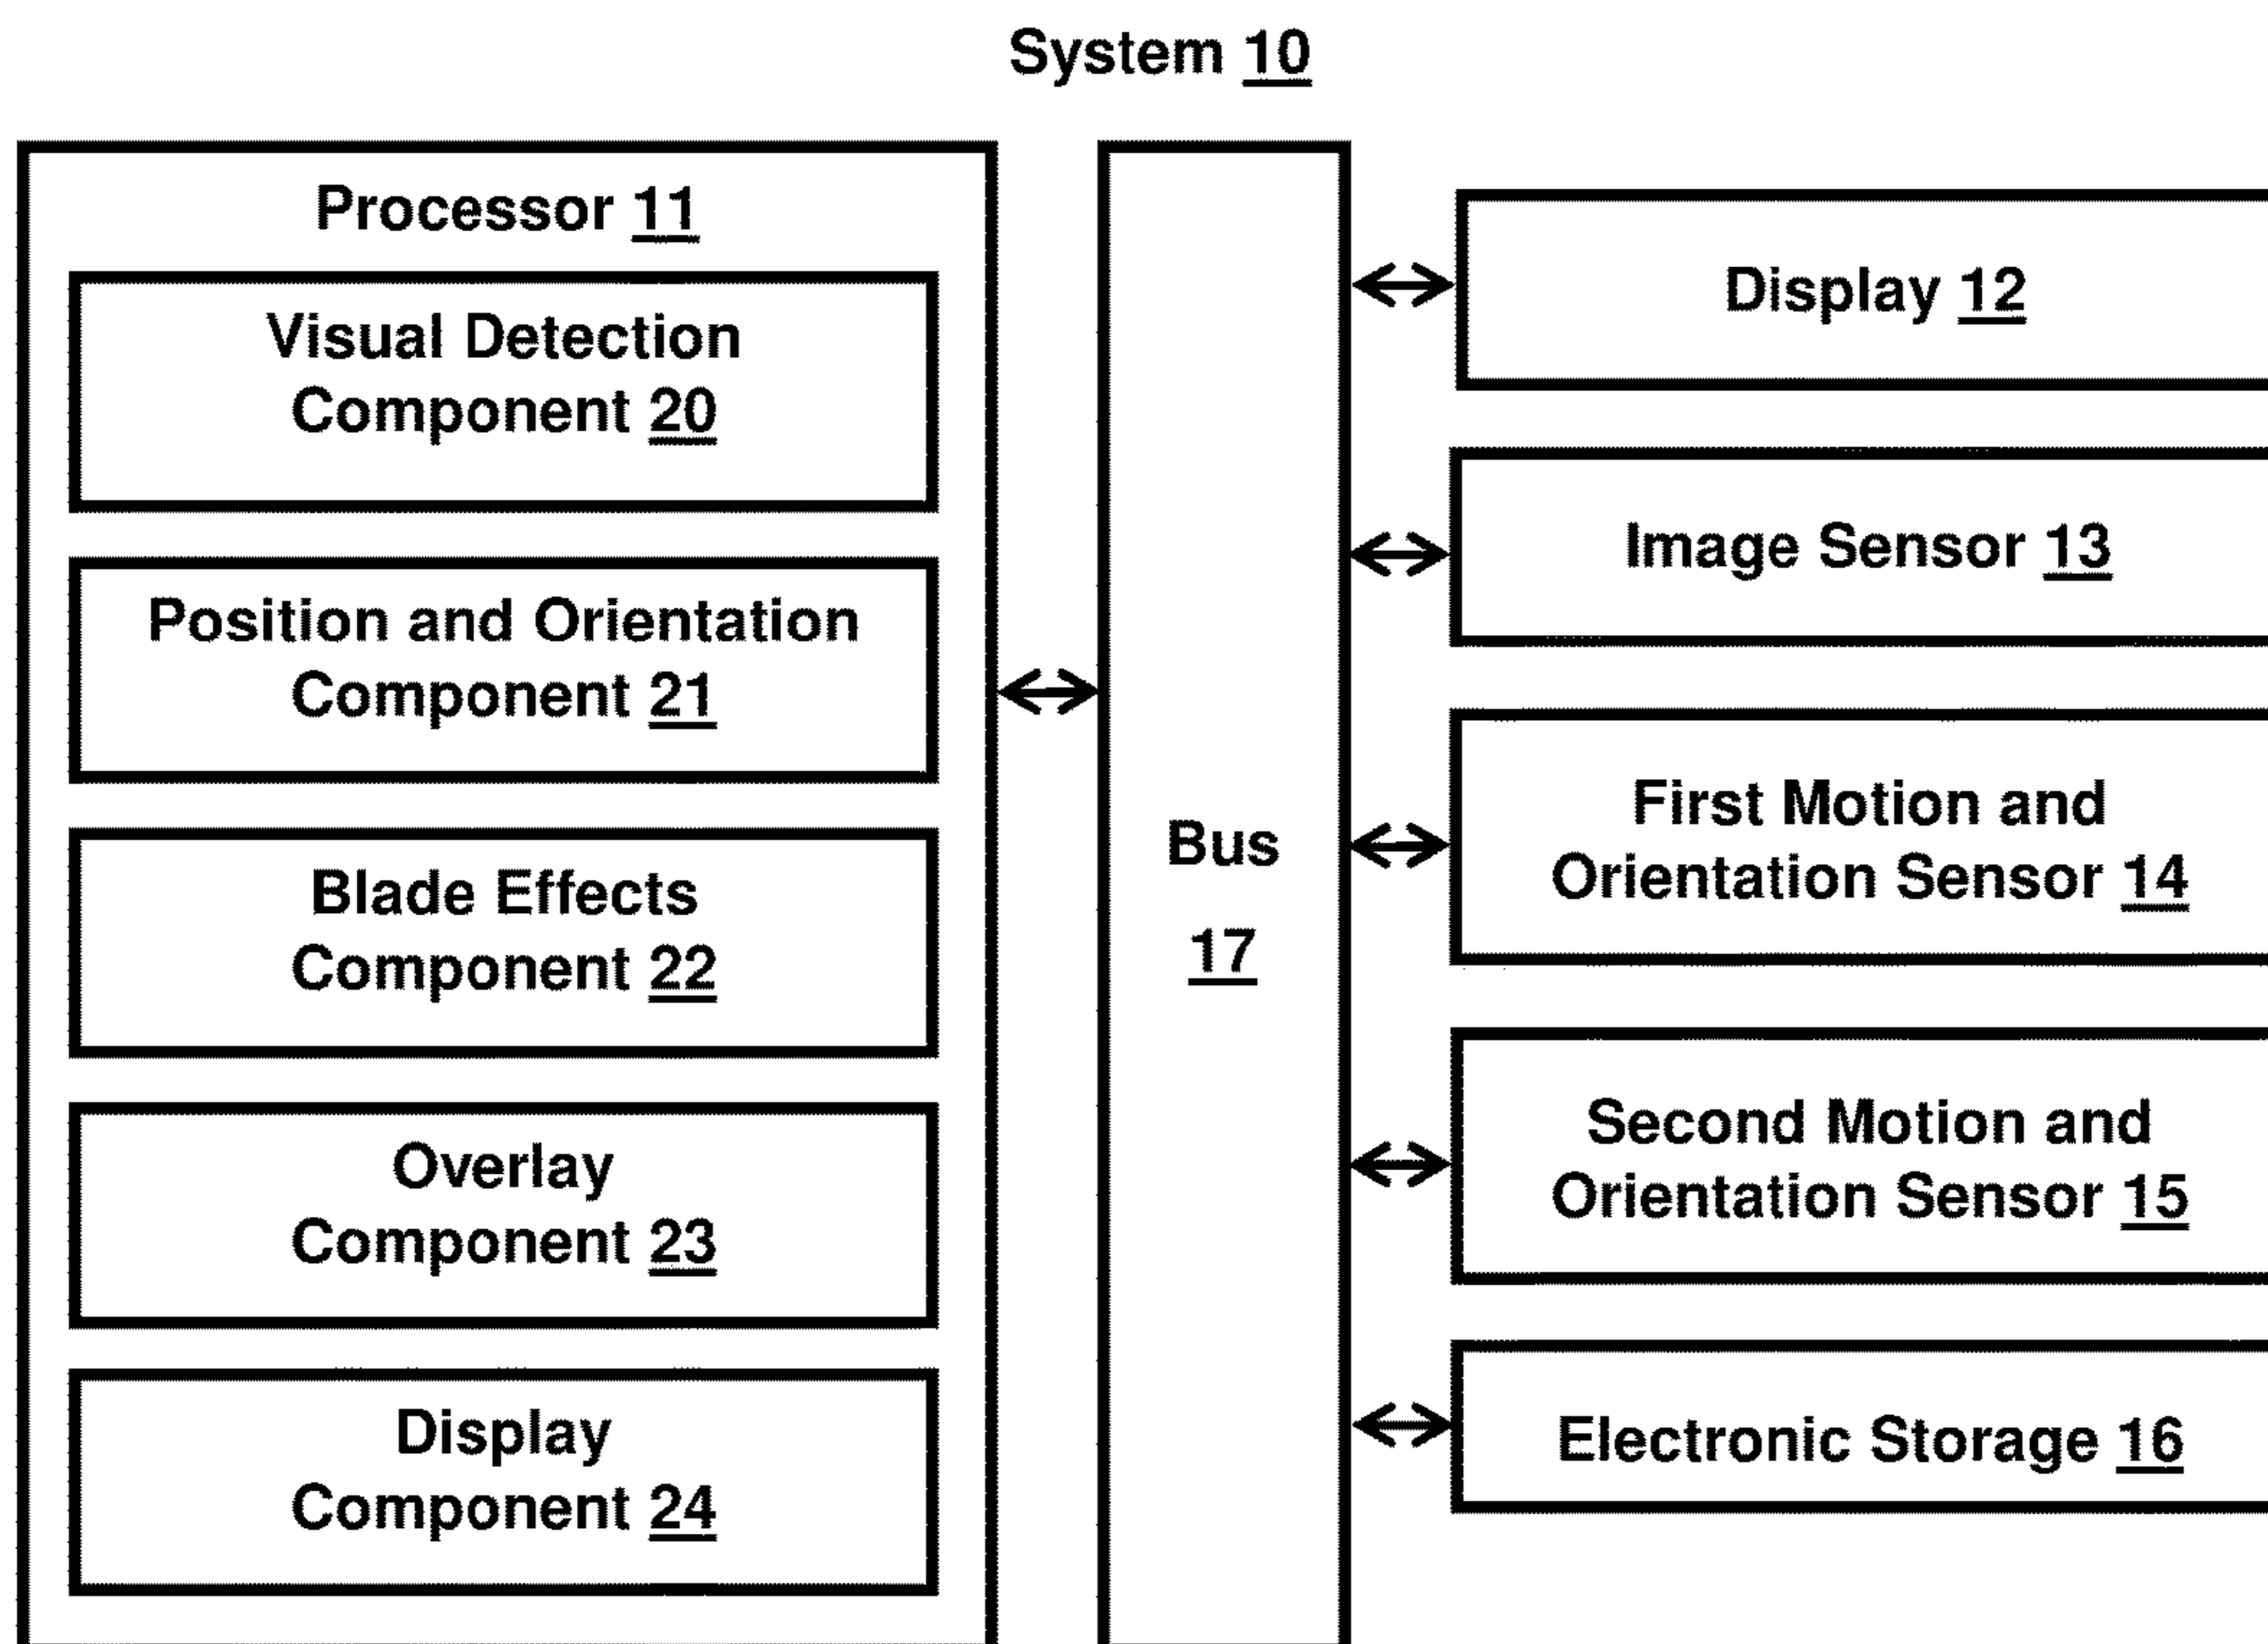 System 10
Processor 11
Visual Detection
Component 20
Position and Orientation
Component 21
Blade Effects
Component 22
Overlay
Component 23
Display
Component 24
Bus
17
Display 12
Image Sensor 13
First Motion and
Orientation Sensor 14
Second Motion and
Orientation Sensor 15
Electronic Storage 16